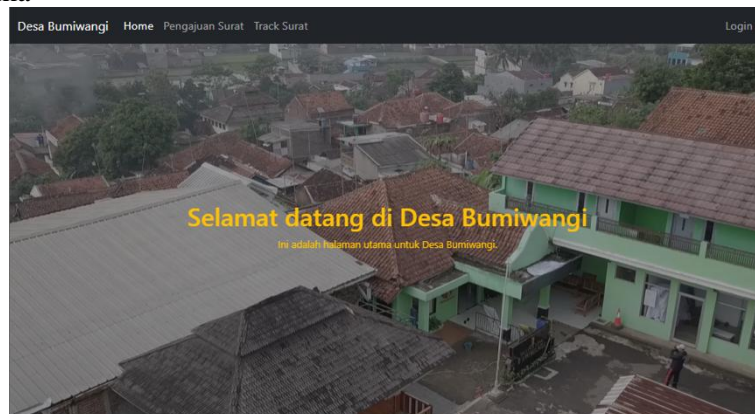 Desa Bumiwangi Home Pengajuan Surat Track Surat Login
Selamat datang di Desa Bumiwangi
Ini adalah halaman utama untuk Desa Bumiwangi.